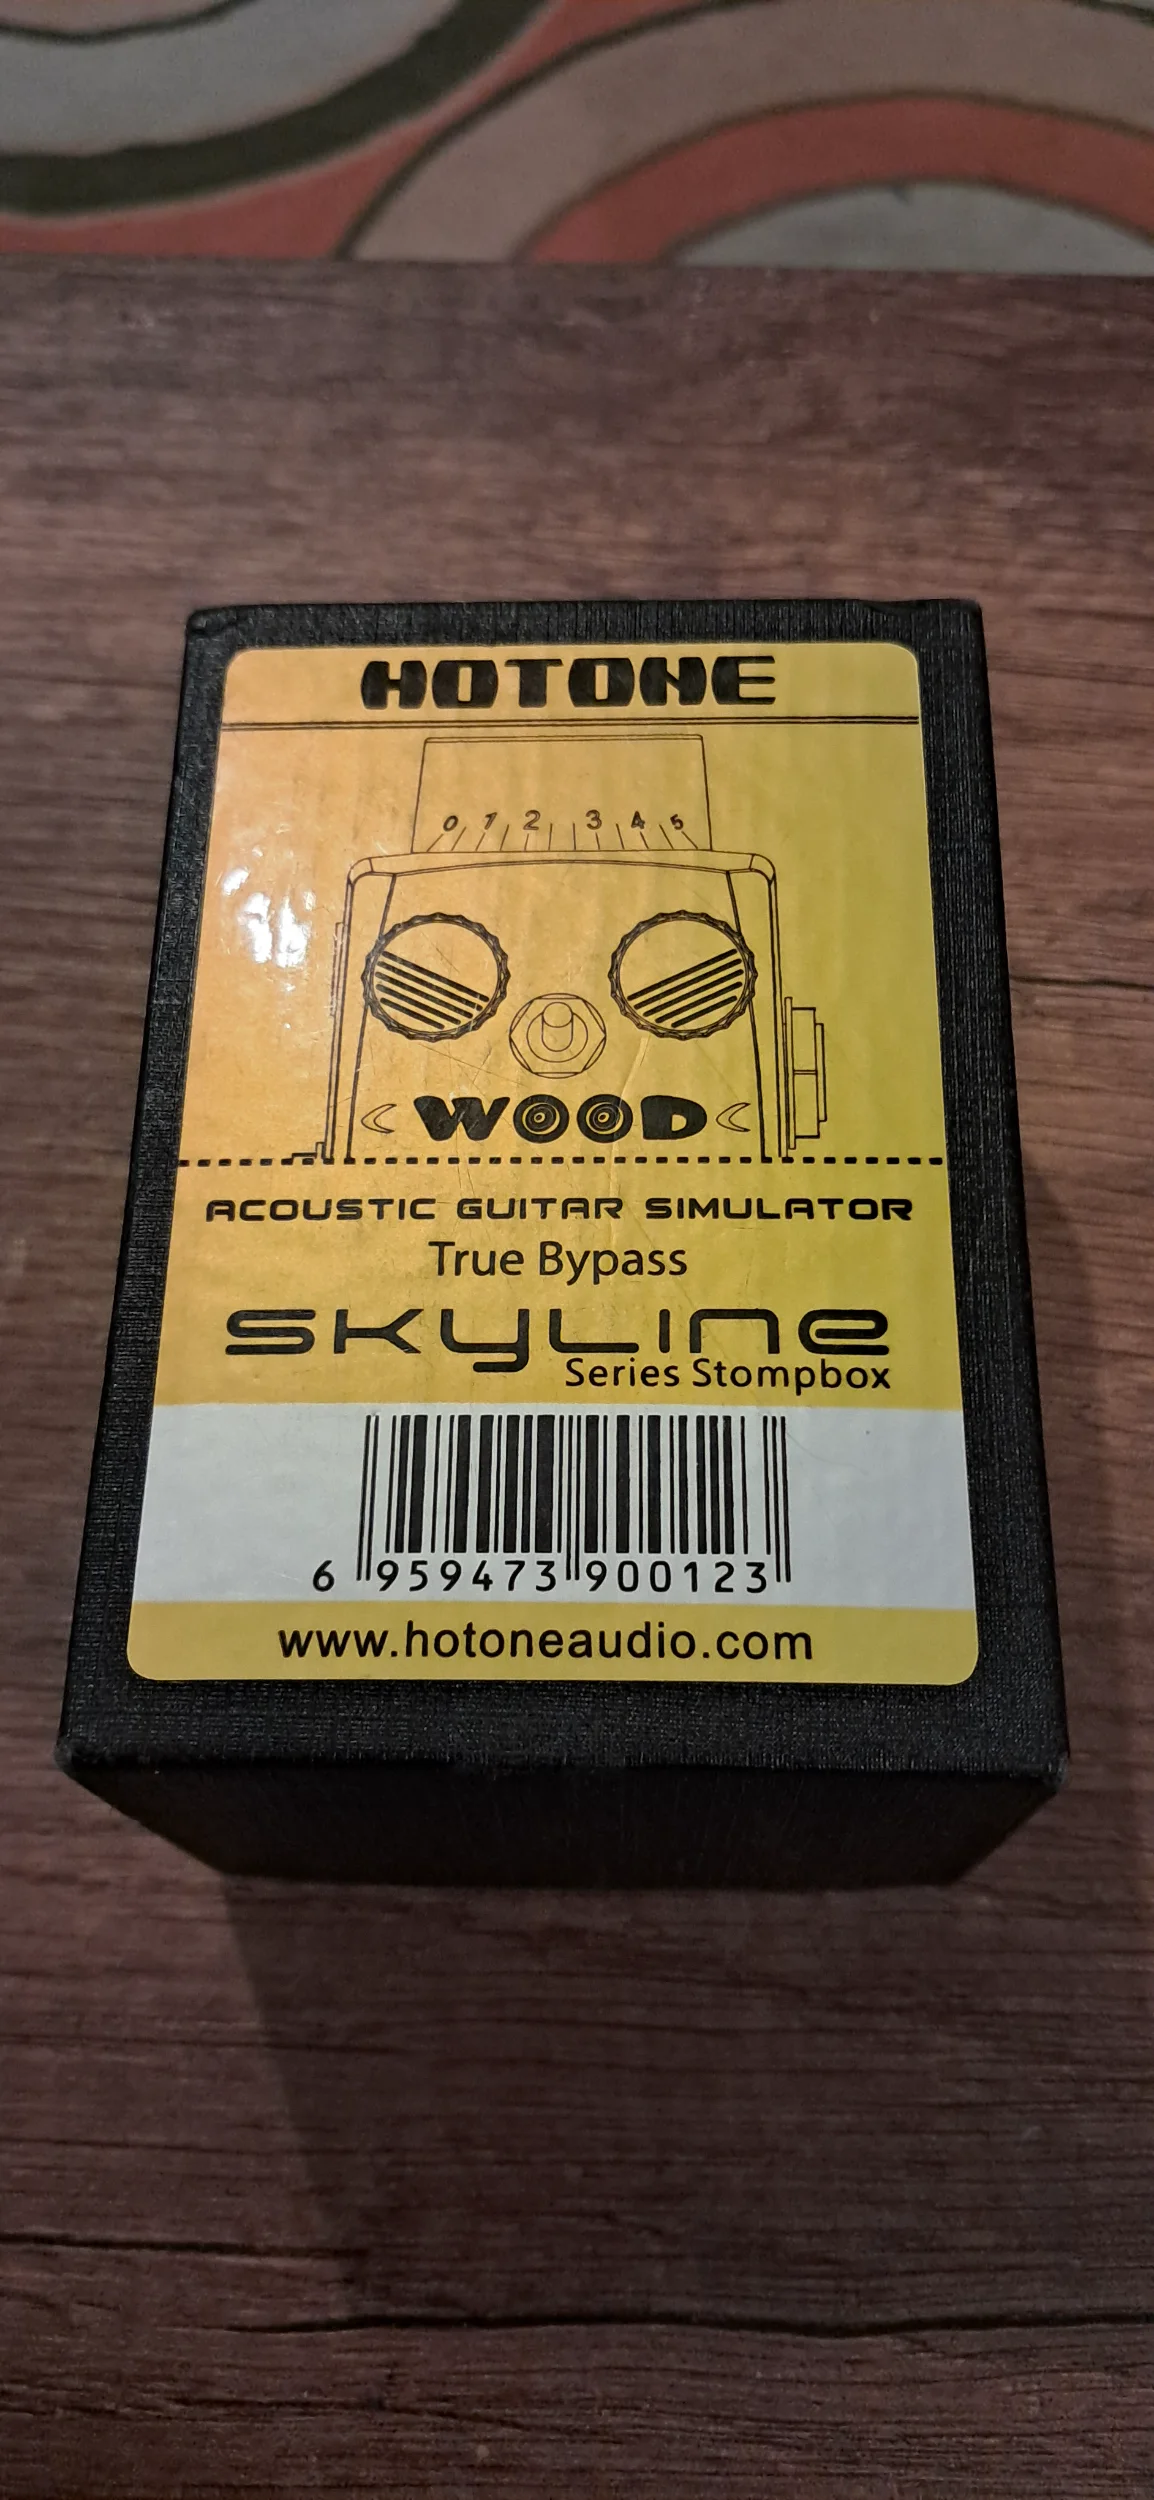 HOTONE
0 1 2 3 4 5
WOOD
ACOUSTIC GUITAR SIMULATOR
True Bypass
SKYLINE
Series Stompbox
6 959473 900123
www.hotoneaudio.com